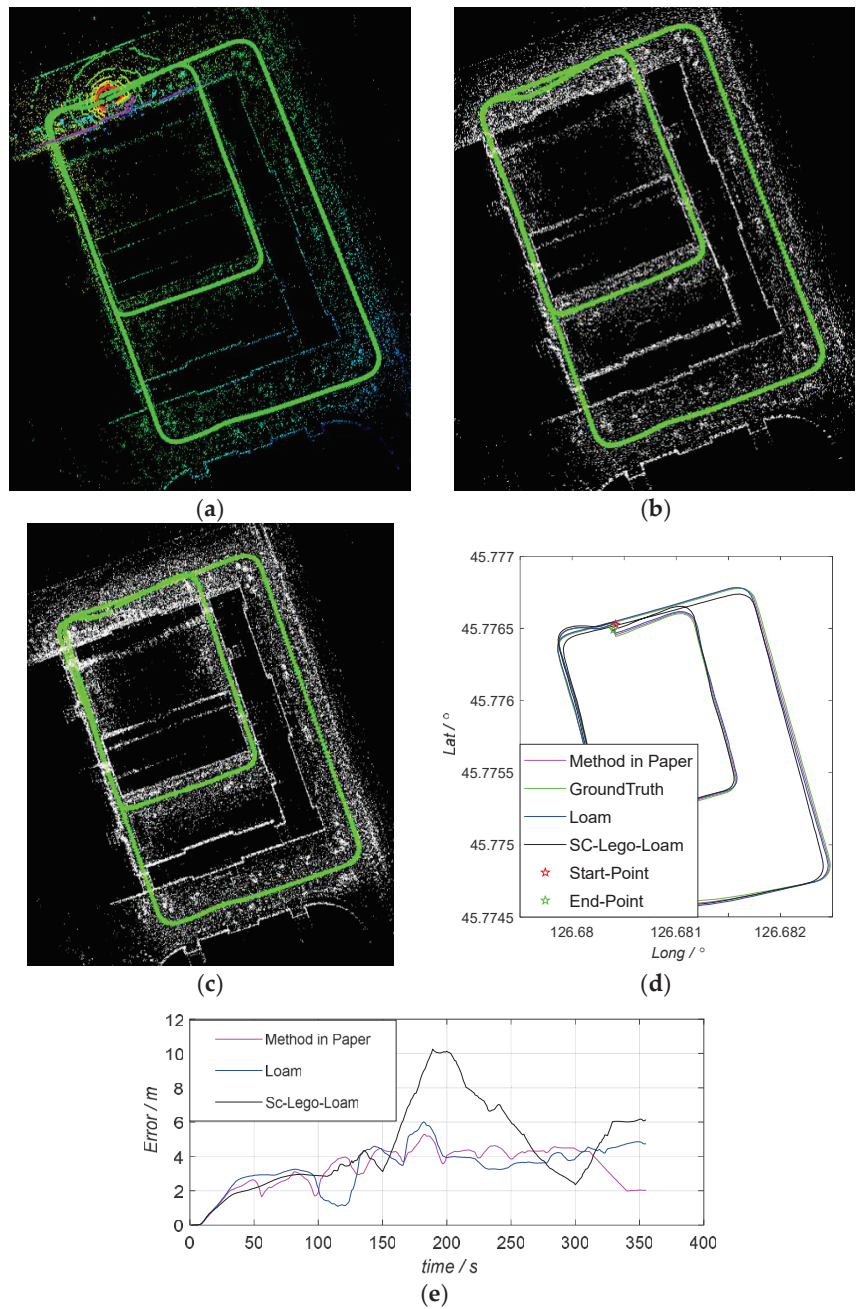 (a)
(b)
45.777
45.7765
45.776
45.7755
45.775
45.7745
Lat / °
Method in Paper
GroundTruth
Loam
SC-Lego-Loam
Start-Point
End-Point
126.68
126.681
126.682
Long / °
(c)
(d)
12
10
8
6
4
2
0
Error / m
Method in Paper
Loam
Sc-Lego-Loam
0
50
100
150
200
250
300
350
400
time / s
(e)